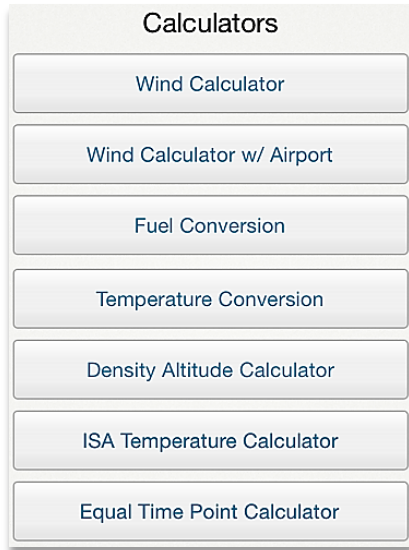 Calculators
Wind Calculator
Wind Calculator w/ Airport
Fuel Conversion
Temperature Conversion
Density Altitude Calculator
ISA Temperature Calculator
Equal Time Point Calculator